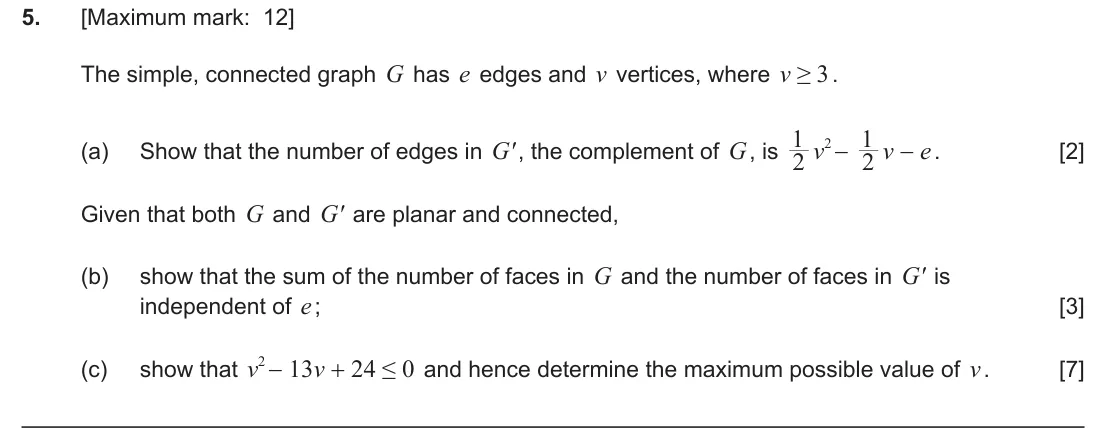 5. [Maximum mark: 12]
The simple, connected graph G has e edges and v vertices, where v ≥ 3.
(a) Show that the number of edges in G′, the complement of G, is 1/2 v² – 1/2 v – e. [2]
Given that both G and G′ are planar and connected,
(b) show that the sum of the number of faces in G and the number of faces in G′ is
independent of e; [3]
(c) show that v² – 13v + 24 ≤ 0 and hence determine the maximum possible value of v. [7]